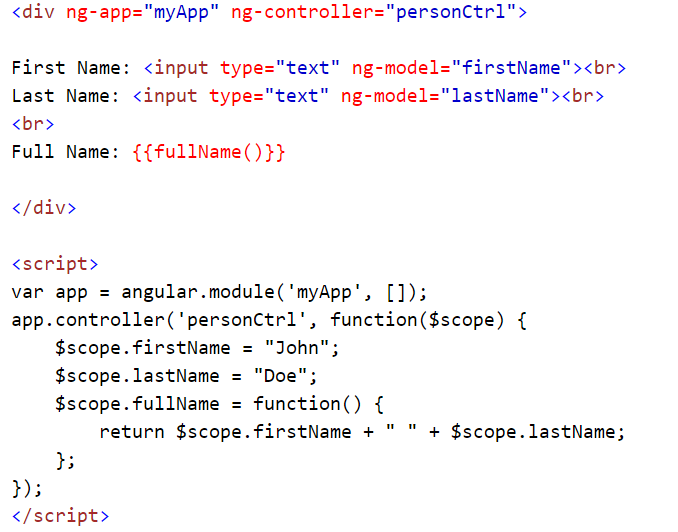 <div ng-app="myApp" ng-controller="personCtrl">
First Name: <input type="text" ng-model="firstName"><br>
Last Name: <input type="text" ng-model="lastName"><br>
<br>
Full Name: {{fullName()}}
</div>
<script>
var app = angular.module('myApp', []);
app.controller('personCtrl', function($scope) {
    $scope.firstName = "John";
    $scope.lastName = "Doe";
    $scope.fullName = function() {
        return $scope.firstName + " " + $scope.lastName;
    };
});
</script>